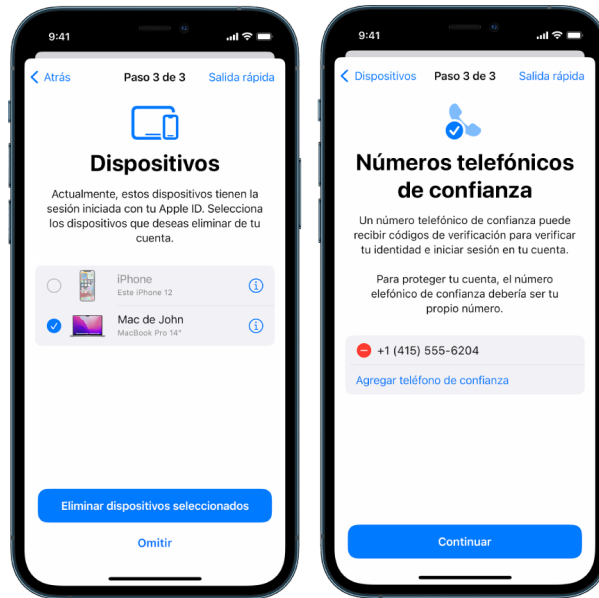 9:41
Atrás
Paso 3 de 3
Salida rápida
Dispositivos
Actualmente, estos dispositivos tienen la
sesión iniciada con tu Apple ID. Selecciona
los dispositivos que deseas eliminar de tu
cuenta.
iPhone
Este iPhone 12
Mac de John
MacBook Pro 14"
Eliminar dispositivos seleccionados
Omitir
9:41
Dispositivos
Paso 3 de 3
Salida rápida
Números telefónicos
de confianza
Un número telefónico de confianza puede
recibir códigos de verificación para verificar
tu identidad e iniciar sesión en tu cuenta.
Para proteger tu cuenta, el número
elefónico de confianza debería ser tu
propio número.
+1 (415) 555-6204
Agregar teléfono de confianza
Continuar